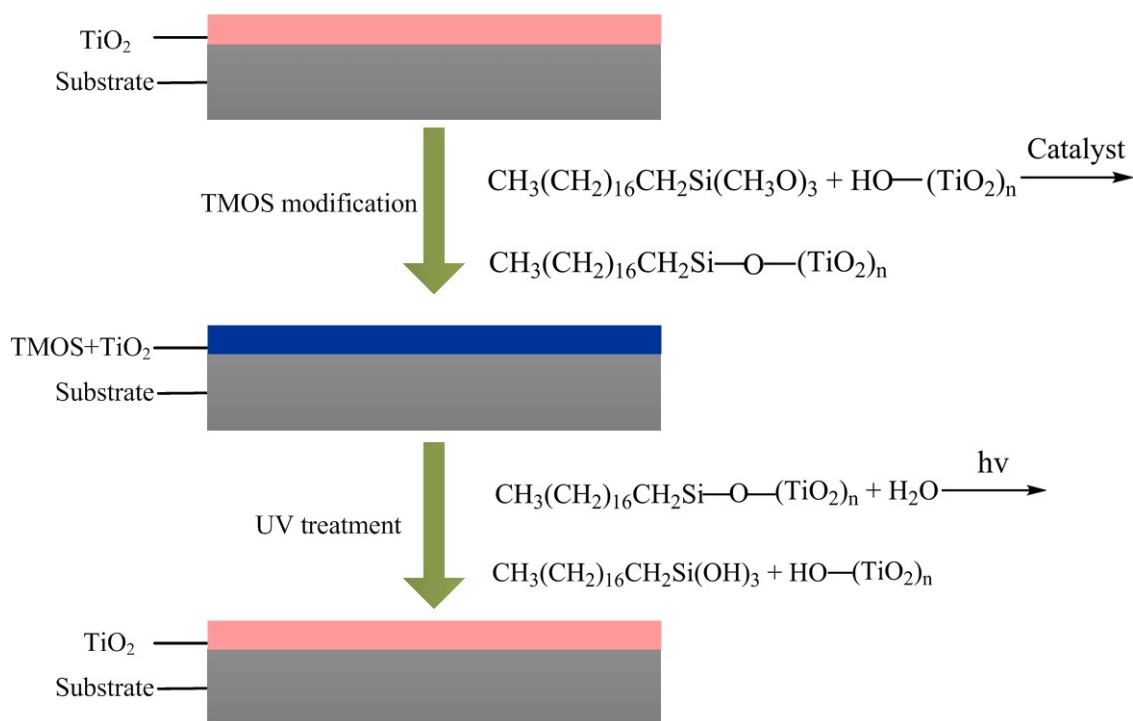 TiO₂
Substrate
TMOS modification
CH₃(CH₂)₁₆CH₂Si(CH₃O)₃ + HO—(TiO₂)ₙ Catalyst
CH₃(CH₂)₁₆CH₂Si—O—(TiO₂)ₙ
TMOS+TiO₂
Substrate
UV treatment
CH₃(CH₂)₁₆CH₂Si—O—(TiO₂)ₙ + H₂O hv
CH₃(CH₂)₁₆CH₂Si(OH)₃ + HO—(TiO₂)ₙ
TiO₂
Substrate